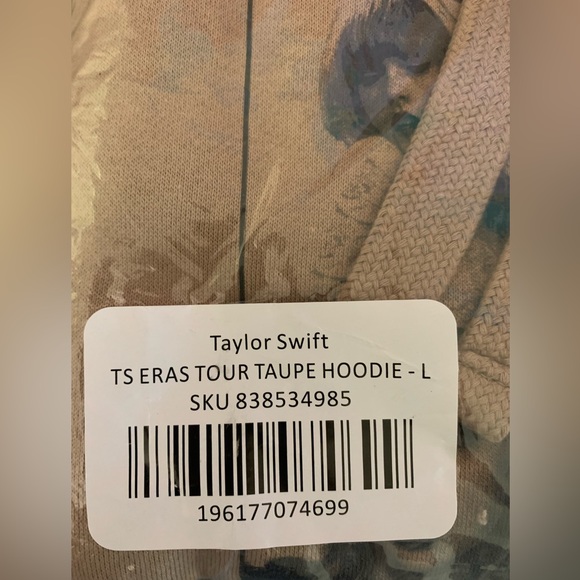 Taylor Swift
TS ERAS TOUR TAUPE HOODIE - L
SKU 838534985
196177074699